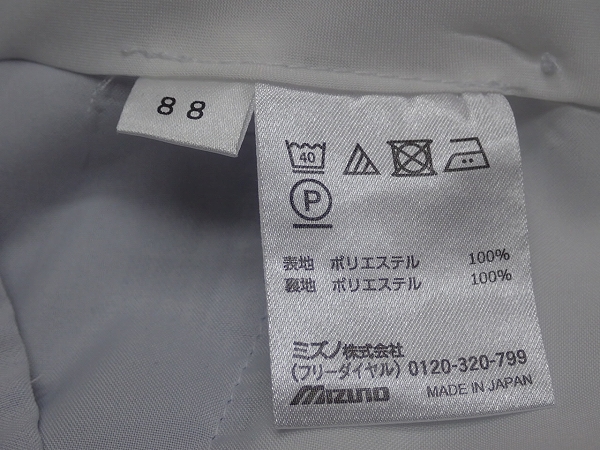 88
40
P
表地 ポリエステル 100%
裏地 ポリエステル 100%
ミズノ株式会社
(フリーダイヤル) 0120-320-799
MIZUNO MADE IN JAPAN